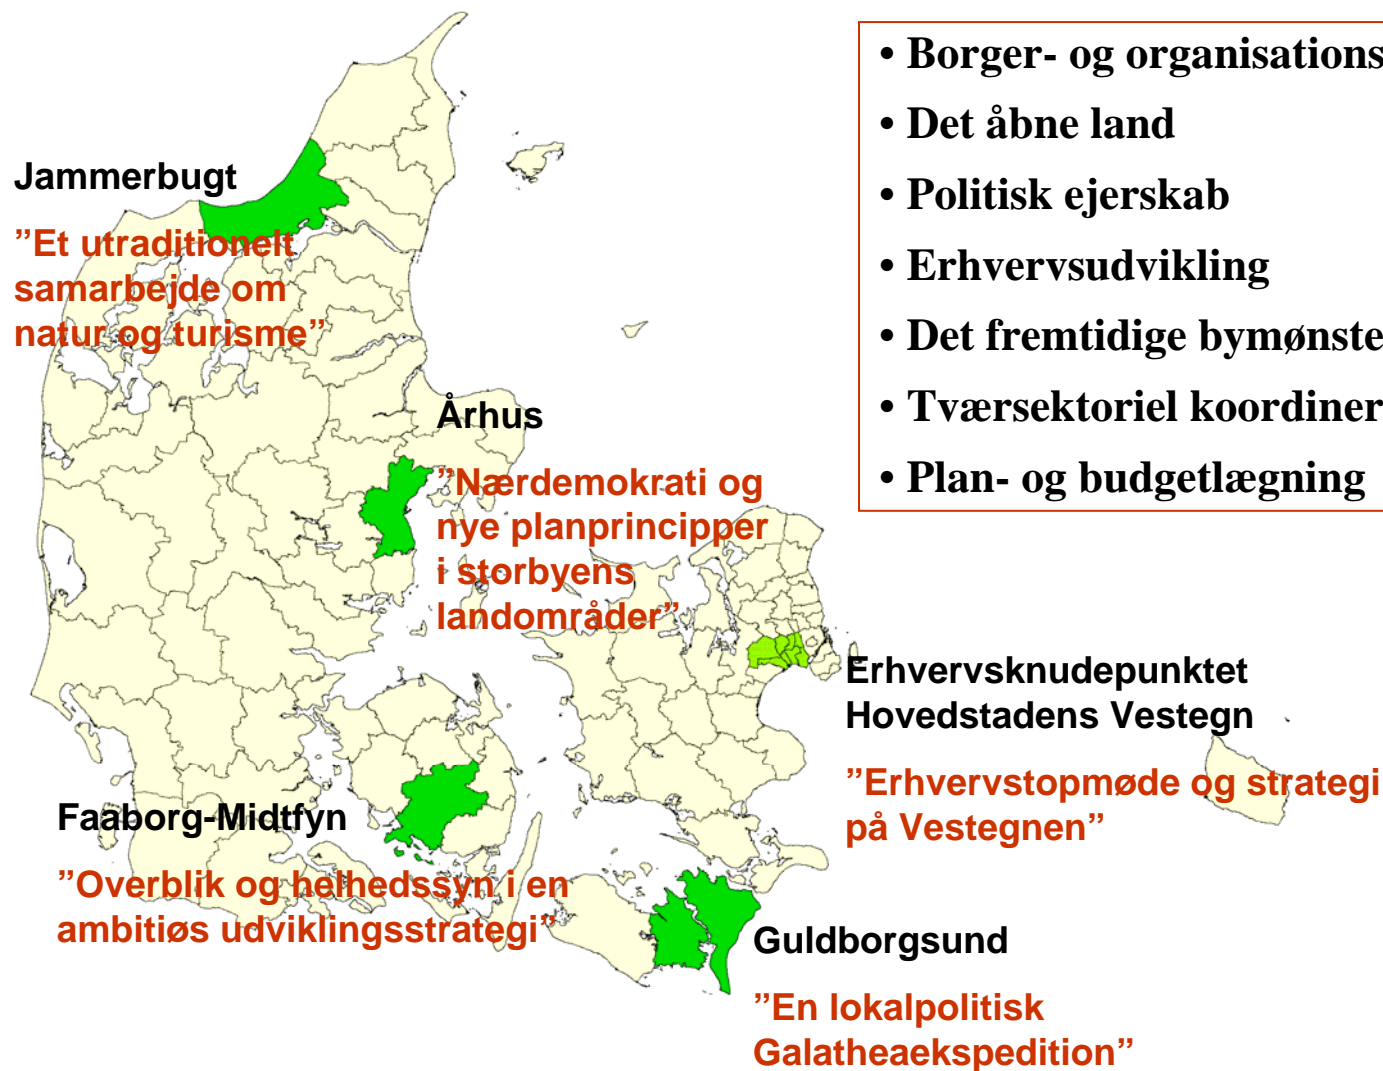 • Borger- og organisations
• Det åbne land
• Politisk ejerskab
• Erhvervsudvikling
• Det fremtidige bymønste
• Tværsektoriel koordiner
• Plan- og budgetlægning
Jammerbugt
”Et utraditionelt
samarbejde om
natur og turisme”
Århus
”Nærdemokrati og
nye planprincipper
i storbyens
landområder”
Erhvervsknudepunktet
Hovedstadens Vestegn
”Erhvervstopmøde og strategi
på Vestegnen”
Faaborg-Midtfyn
”Overblik og helhedssyn i en
ambitiøs udviklingsstrategi”
Guldborgsund
”En lokalpolitisk
Galatheaekspedition”